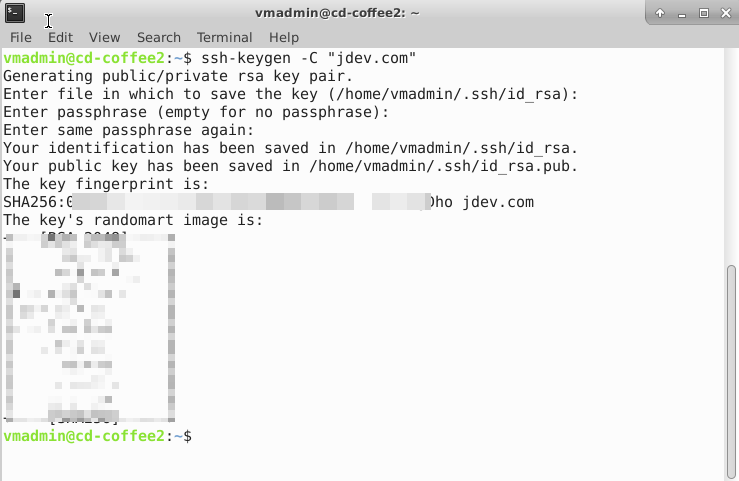 vmadmin@cd-coffee2: ~
File Edit View Search Terminal Help
vmadmin@cd-coffee2:~$ ssh-keygen -C "jdev.com"
Generating public/private rsa key pair.
Enter file in which to save the key (/home/vmadmin/.ssh/id_rsa):
Enter passphrase (empty for no passphrase):
Enter same passphrase again:
Your identification has been saved in /home/vmadmin/.ssh/id_rsa.
Your public key has been saved in /home/vmadmin/.ssh/id_rsa.pub.
The key fingerprint is:
SHA256: jdev.com
The key's randomart image is:
vmadmin@cd-coffee2:~$